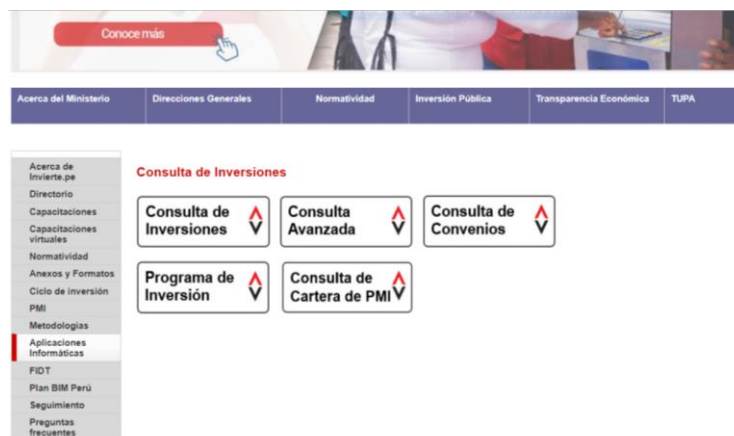 Conoce más
Acerca del Ministerio
Direcciones Generales
Normatividad
Inversión Pública
Transparencia Económica
TUPA
Acerca de
Invierte.pe
Directorio
Capacitaciones
Capacitaciones
virtuales
Normatividad
Anexos y Formatos
Ciclo de inversión
PMI
Metodologías
Aplicaciones
Informáticas
FIDT
Plan BIM Perú
Seguimiento
Preguntas
frecuentes
Consulta de Inversiones
Consulta de
Inversiones
Consulta
Avanzada
Consulta de
Convenios
Programa de
Inversión
Consulta de
Cartera de PMI